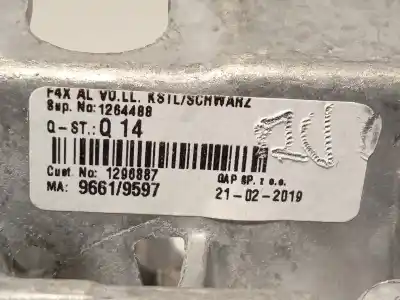 F4X AL VO.LL. KSTL/SCHWARZ
Sup. No: 1264488
Q-ST.: Q 14
Cust. No: 1296887
GAP SP. z o.o.
MA: 9661/9597
21-02-2019